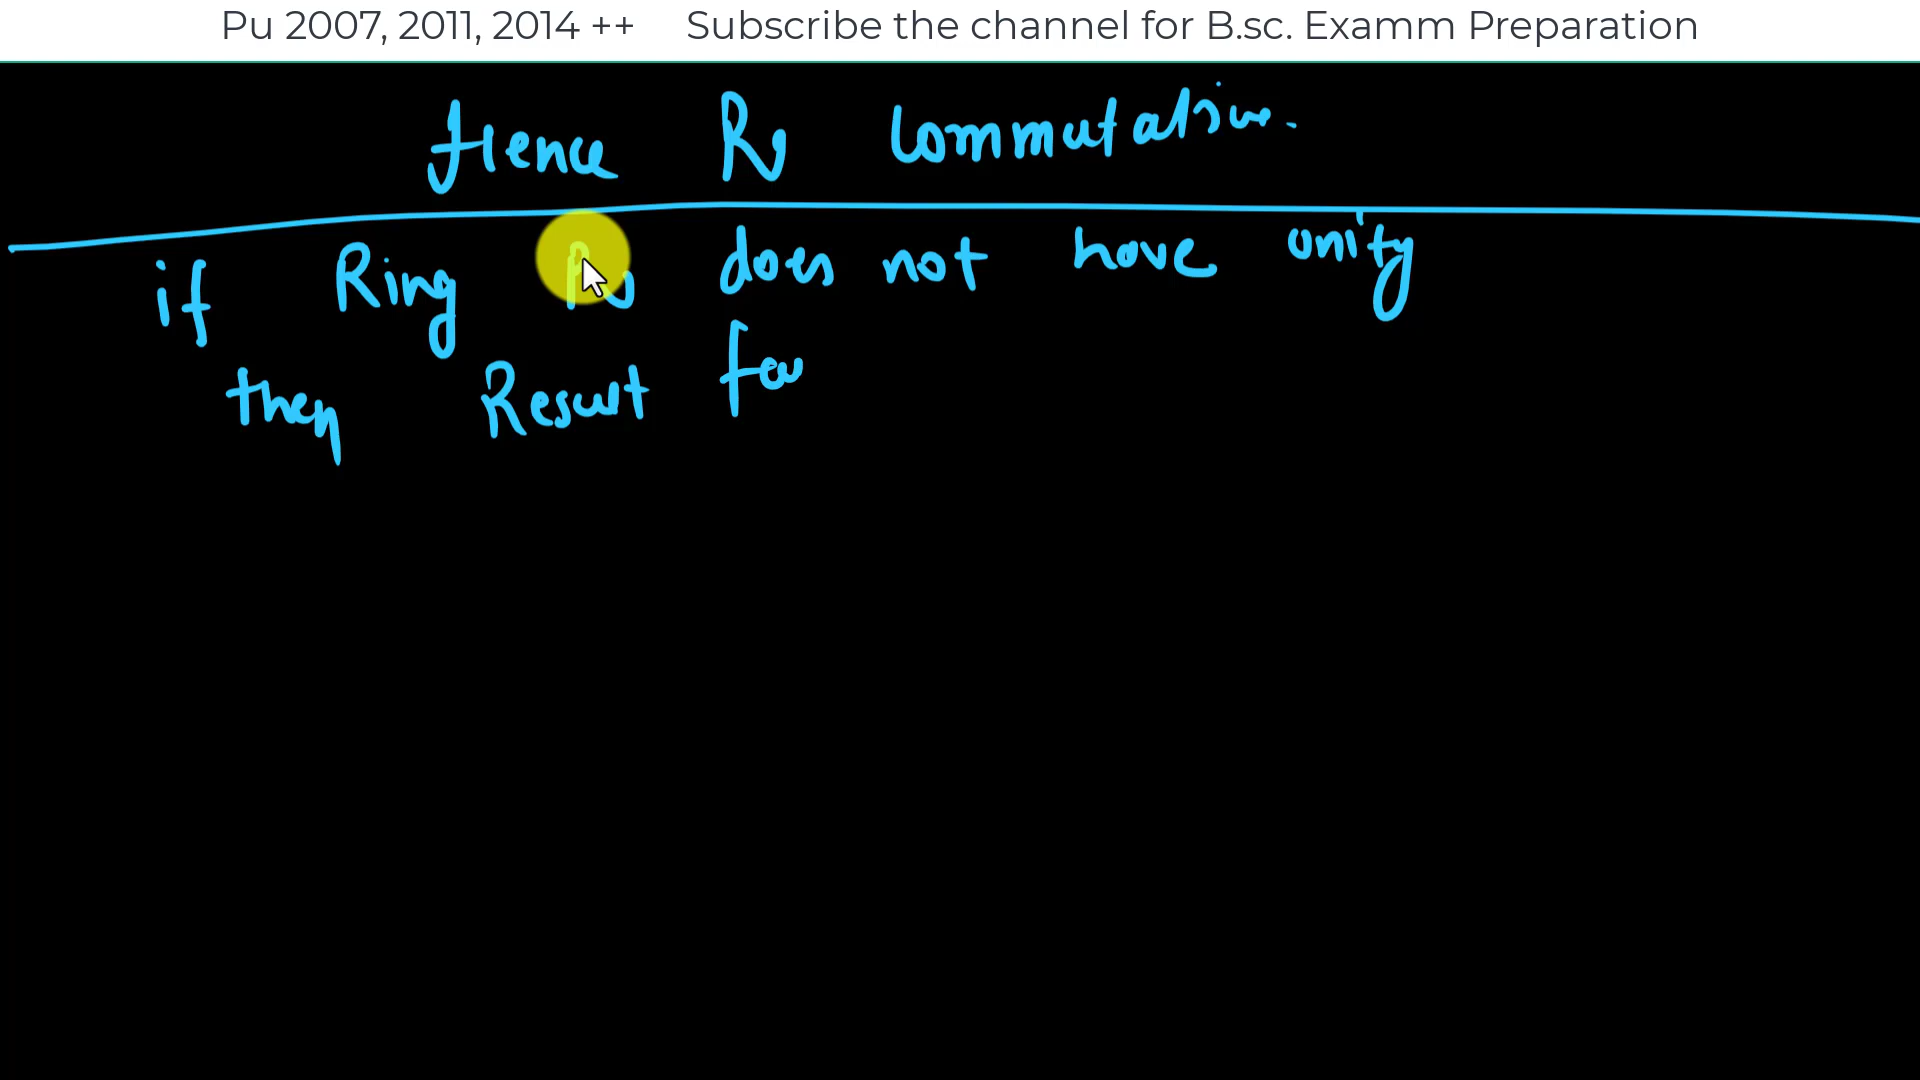 Pu 2007, 2011, 2014 ++ Subscribe the channel for B.sc. Examm Preparation
Hence R Commutative.
if Ring R does not have unity
then Result